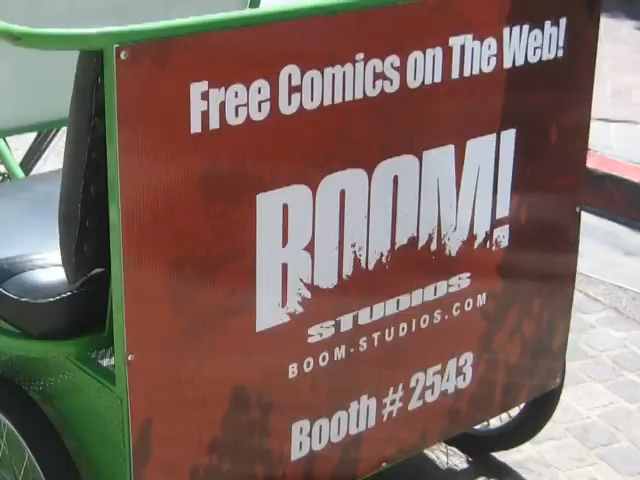 Free Comics on The Web!
BOOM!
STUDIOS
BOOM-STUDIOS.COM
Booth # 2543